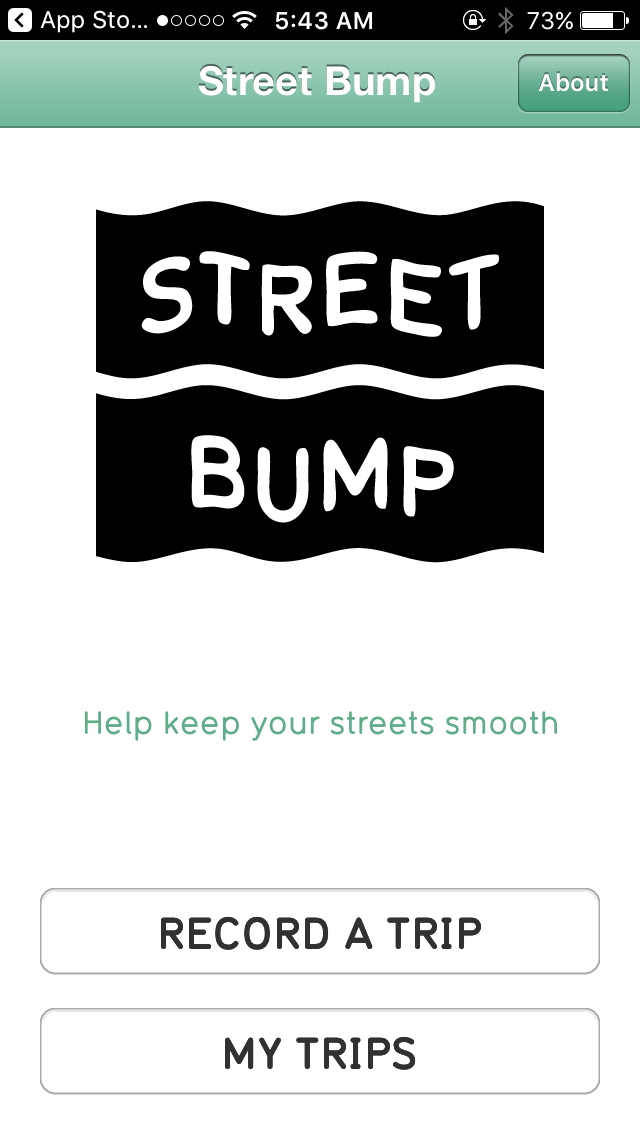 App Sto... 5:43 AM 73%
Street Bump About
STREET
BUMP
Help keep your streets smooth
RECORD A TRIP
MY TRIPS